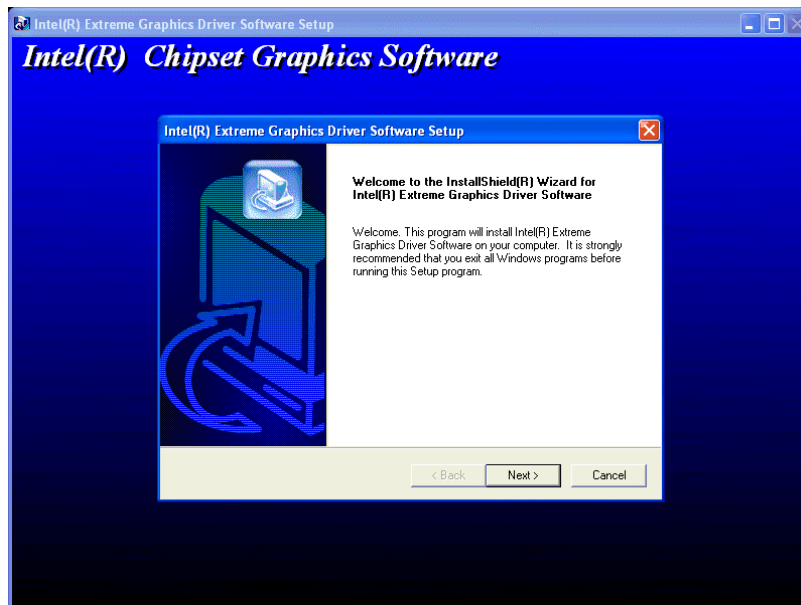 Intel(R) Extreme Graphics Driver Software Setup
Intel(R) Chipset Graphics Software
Intel(R) Extreme Graphics Driver Software Setup
Welcome to the InstallShield(R) Wizard for
Intel(R) Extreme Graphics Driver Software
Welcome. This program will install Intel(R) Extreme
Graphics Driver Software on your computer. It is strongly
recommended that you exit all Windows programs before
running this Setup program.
< Back Next > Cancel